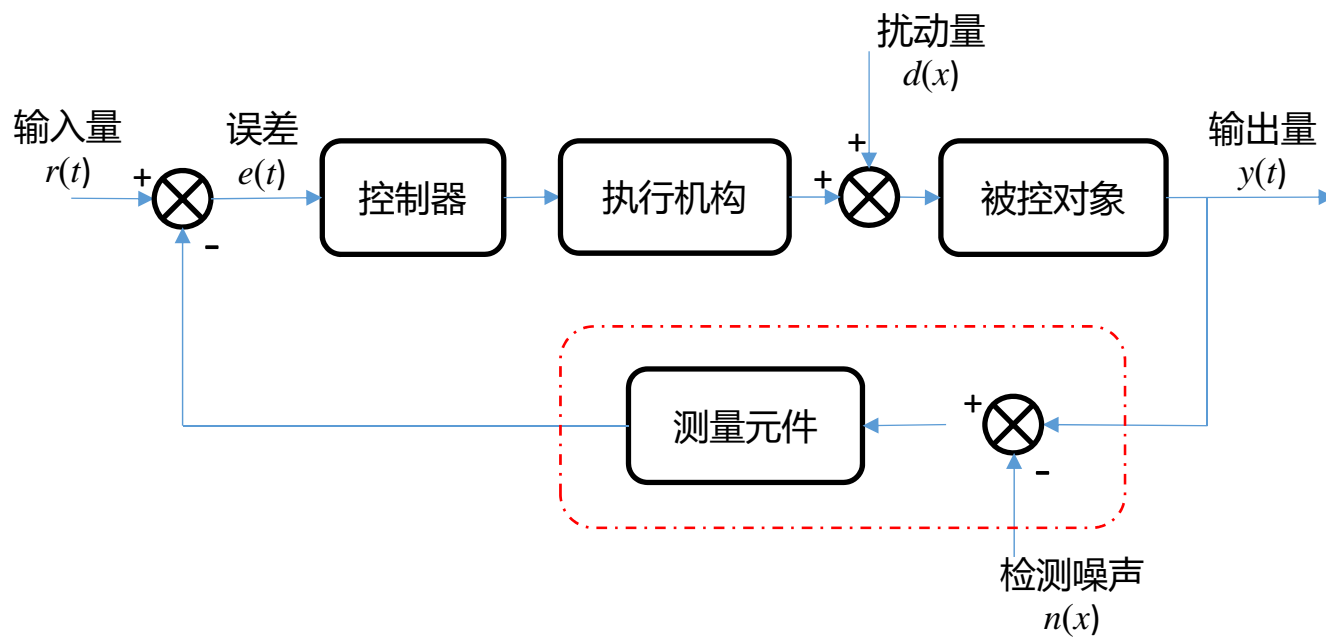 扰动量
d(x)
输入量
r(t)
误差
e(t)
输出量
y(t)
+
-
控制器
执行机构
+
+
被控对象
测量元件
+
-
检测噪声
n(x)